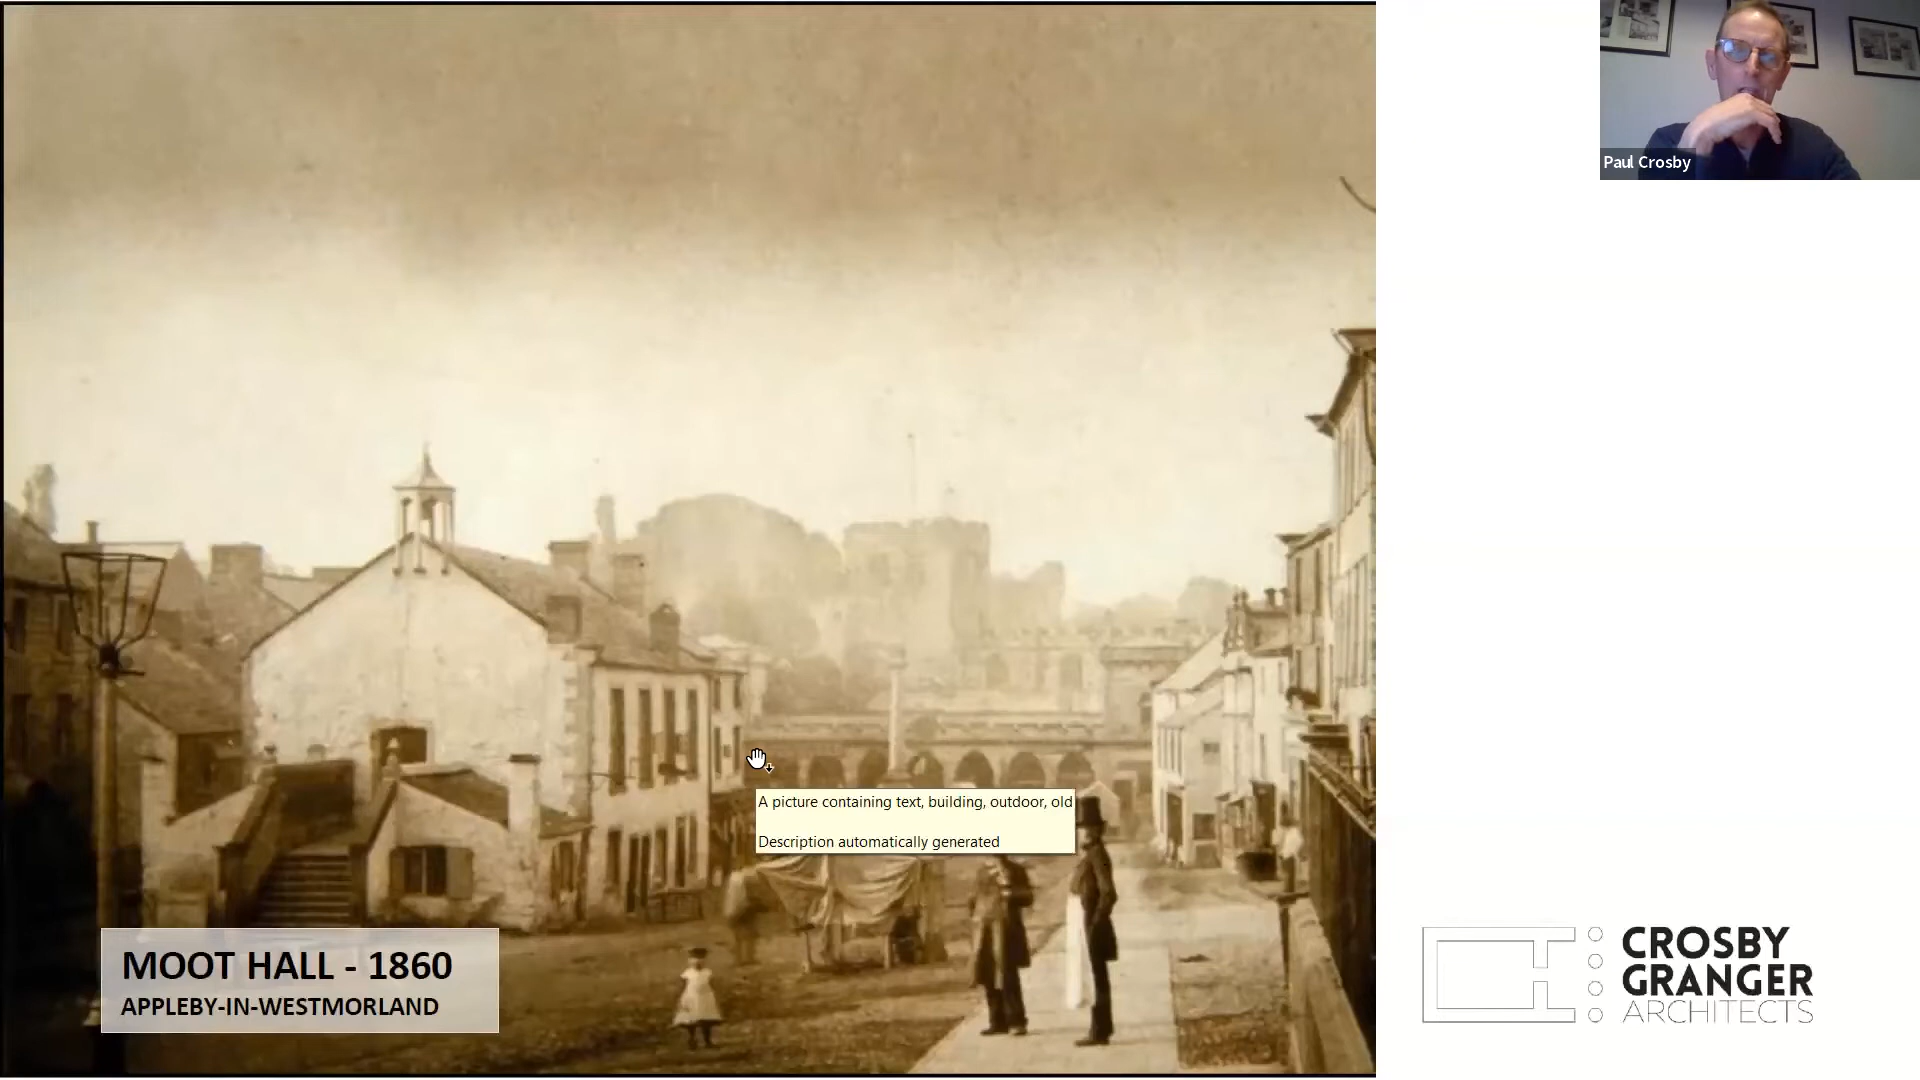 Paul Crosby
A picture containing text, building, outdoor, old
Description automatically generated
MOOT HALL - 1860
APPLEBY-IN-WESTMORLAND
CROSBY
GRANGER
ARCHITECTS